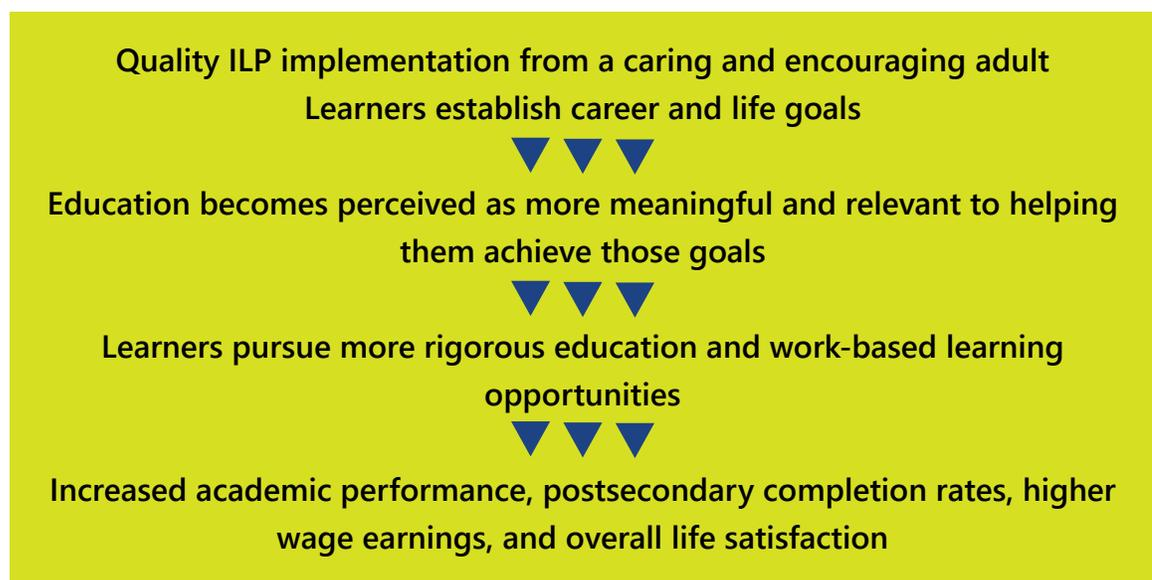 Quality ILP implementation from a caring and encouraging adult
Learners establish career and life goals
Education becomes perceived as more meaningful and relevant to helping
them achieve those goals
Learners pursue more rigorous education and work-based learning
opportunities
Increased academic performance, postsecondary completion rates, higher
wage earnings, and overall life satisfaction